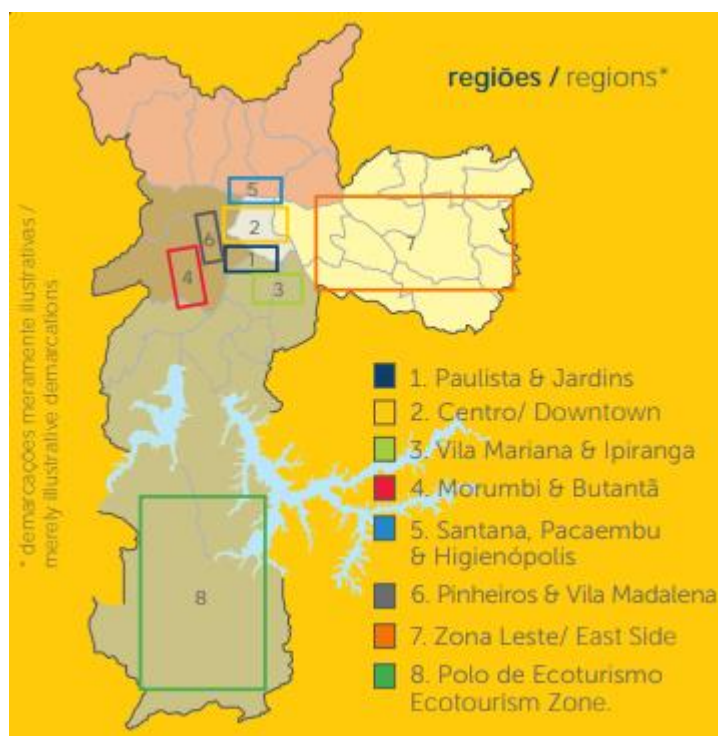 regiões / regions*
5
2
6
1
7
4
3
8
* demarcações meramente ilustrativas /
merely illustrative demarcations
1. Paulista & Jardins
2. Centro/ Downtown
3. Vila Mariana & Ipiranga
4. Morumbi & Butantã
5. Santana, Pacaembu
& Higienópolis
6. Pinheiros & Vila Madalena
7. Zona Leste/ East Side
8. Polo de Ecoturismo
Ecotourism Zone.